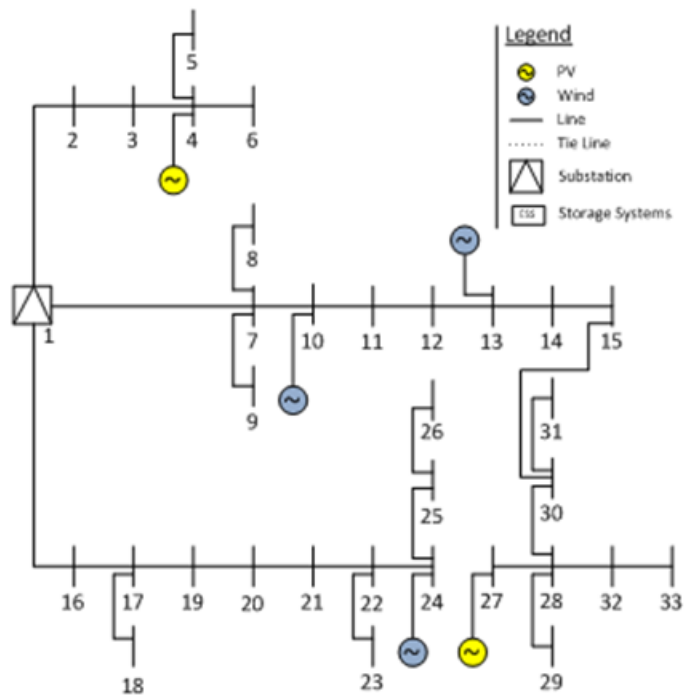 Legend
PV
Wind
Line
Tie Line
Substation
CSS Storage Systems
5
2 3 4 6
8
1 7 10 11 12 13 14 15
9
26 31
25 30
16 17 19 20 21 22 24 27 28 32 33
18 23 29